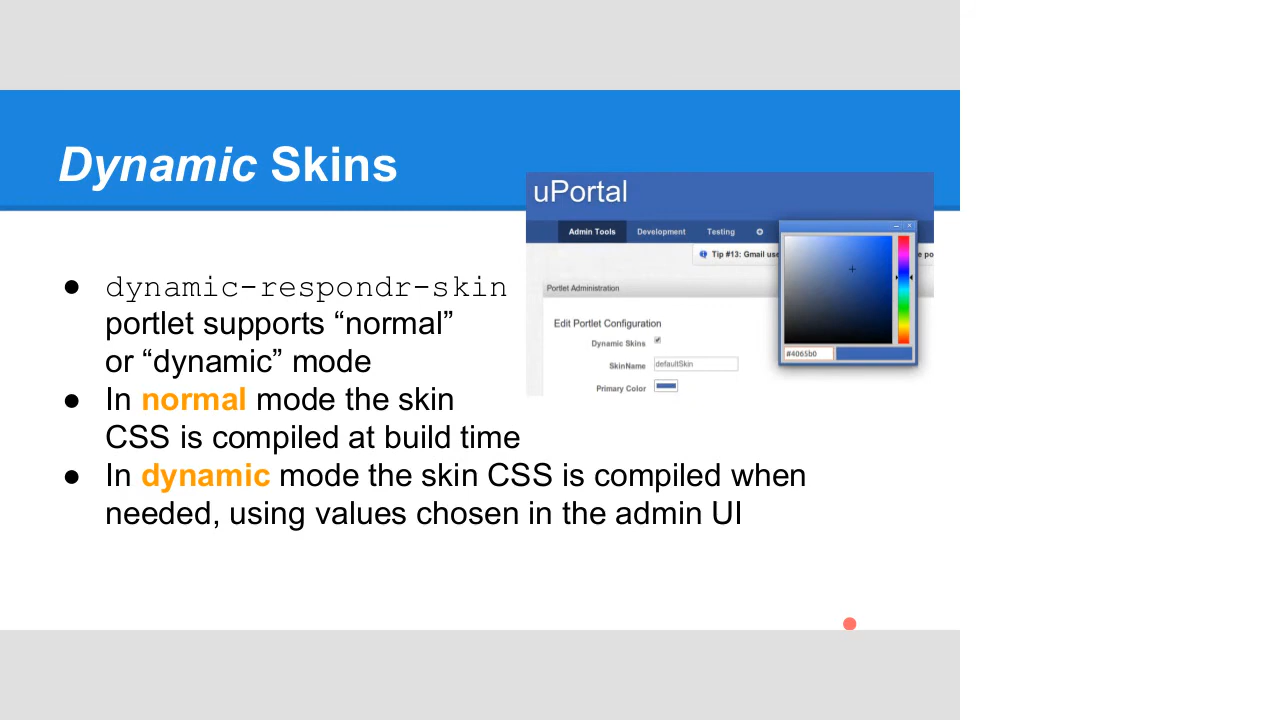 Dynamic Skins
● dynamic-respondr-skin
portlet supports “normal”
or “dynamic” mode
● In normal mode the skin
CSS is compiled at build time
● In dynamic mode the skin CSS is compiled when
needed, using values chosen in the admin UI
uPortal
Admin Tools Development Testing
Tip #13: Gmail use
e po
Portlet Administration
Edit Portlet Configuration
Dynamic Skins
SkinName defaultSkin
Primary Color
#4065b0